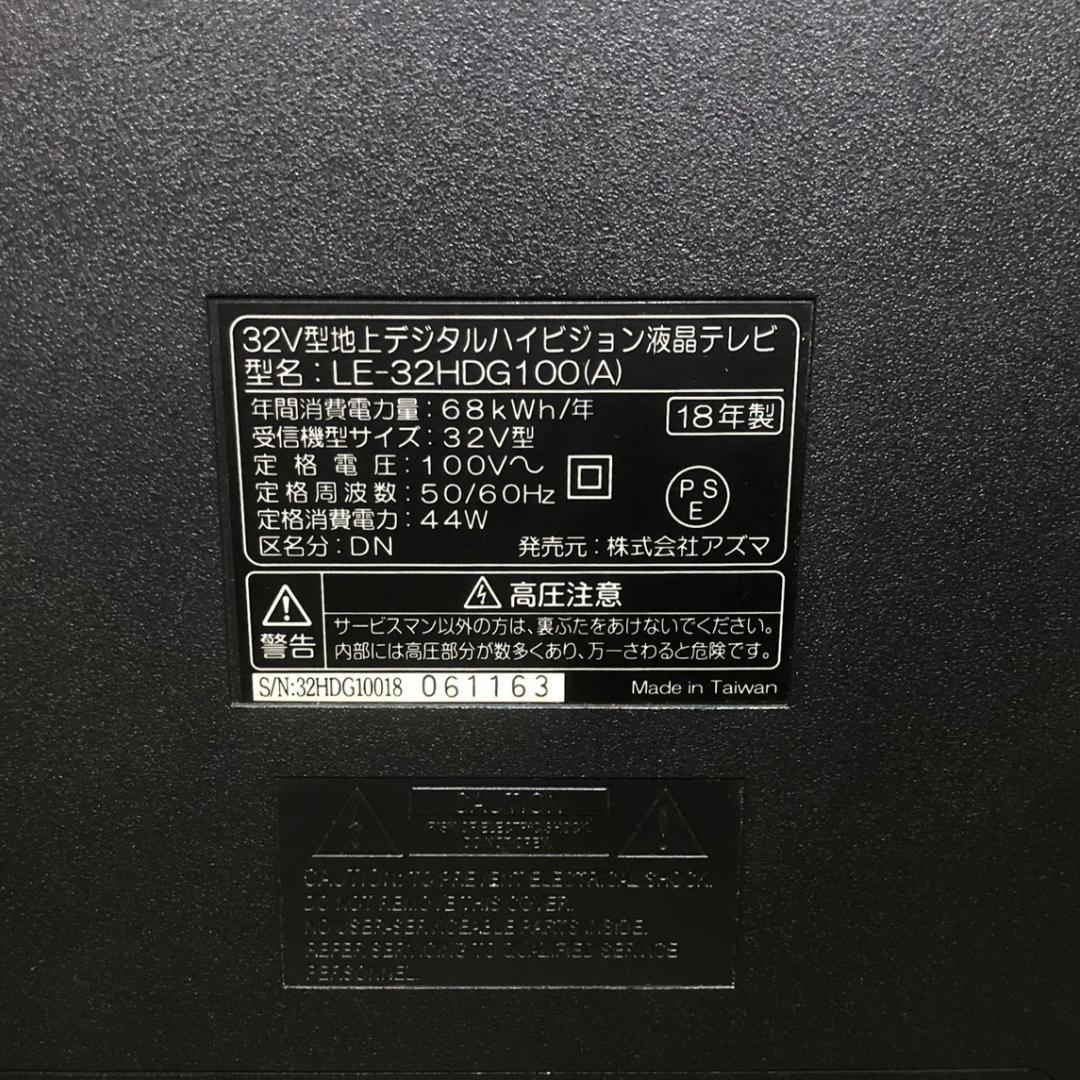 32V型地上デジタルハイビジョン液晶テレビ
型名：LE-32HDG100(A)
年間消費電力量：68kWh/年
18年製
受信機型サイズ：32V型
定格電圧：100V～
定格周波数：50/60Hz
定格消費電力：44W
区名分：DN
PSE
発売元：株式会社アズマ
警告
高圧注意
サービスマン以外の方は、裏ぶたをあけないでください。
内部には高圧部分が数多くあり、万一さわると危険です。
S/N:32HDG10018 061163
Made in Taiwan
CAUTION
RISK OF ELECTRIC SHOCK
DO NOT OPEN
CAUTION: TO PREVENT ELECTRICAL SHOCK.
DO NOT REMOVE THIS COVER.
NO USER-SERVICEABLE PARTS INSIDE.
REFER SERVICING TO QUALIFIED SERVICE
PERSONNEL.